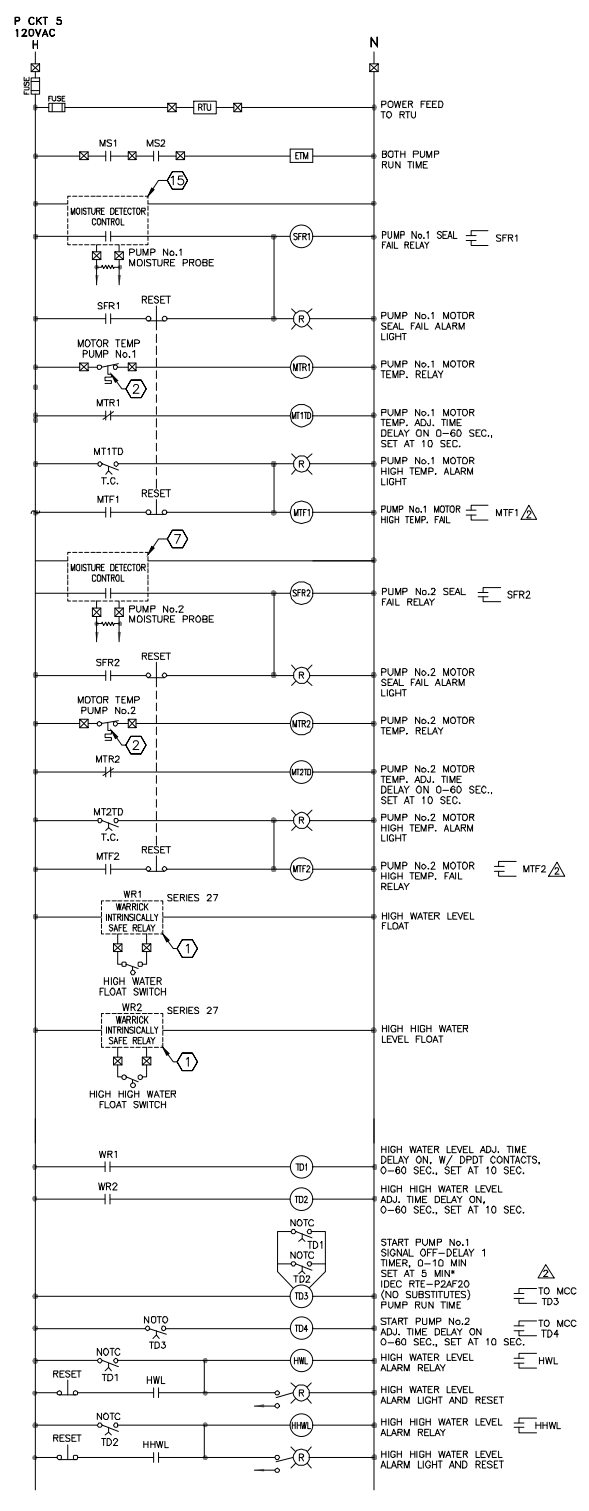 P CKT 5
120VAC
H
N
FUSE
FUSE
RTU
POWER FEED
TO RTU
MS1
MS2
ETM
BOTH PUMP
RUN TIME
15
MOISTURE DETECTOR
CONTROL
SFR1
PUMP No.1 SEAL
FAIL RELAY
SFR1
PUMP No.1
MOISTURE PROBE
SFR1
RESET
R
PUMP No.1 MOTOR
SEAL FAIL ALARM
LIGHT
MOTOR TEMP
PUMP No.1
2
MTR1
PUMP No.1 MOTOR
TEMP. RELAY
MTR1
MT1TD
PUMP No.1 MOTOR
TEMP. ADJ. TIME
DELAY ON 0-60 SEC.,
SET AT 10 SEC.
MT1TD
T.C.
R
PUMP No.1 MOTOR
HIGH TEMP. ALARM
LIGHT
MTF1
RESET
MTF1
PUMP No.1 MOTOR
HIGH TEMP. FAIL
MTF1
2
7
MOISTURE DETECTOR
CONTROL
SFR2
PUMP No.2 SEAL
FAIL RELAY
SFR2
PUMP No.2
MOISTURE PROBE
SFR2
RESET
R
PUMP No.2 MOTOR
SEAL FAIL ALARM
LIGHT
MOTOR TEMP
PUMP No.2
2
MTR2
PUMP No.2 MOTOR
TEMP. RELAY
MTR2
MT2TD
PUMP No.2 MOTOR
TEMP. ADJ. TIME
DELAY ON 0-60 SEC.,
SET AT 10 SEC.
MT2TD
T.C.
R
PUMP No.2 MOTOR
HIGH TEMP. ALARM
LIGHT
MTF2
RESET
MTF2
PUMP No.2 MOTOR
HIGH TEMP. FAIL
RELAY
MTF2
2
WR1
SERIES 27
WARRICK
INTRINSICALLY
SAFE RELAY
1
HIGH WATER LEVEL
FLOAT
HIGH WATER
FLOAT SWITCH
WR2
SERIES 27
WARRICK
INTRINSICALLY
SAFE RELAY
1
HIGH HIGH WATER
LEVEL FLOAT
HIGH HIGH WATER
FLOAT SWITCH
WR1
TD1
HIGH WATER LEVEL ADJ. TIME
DELAY ON, W/ DPDT CONTACTS,
0-60 SEC., SET AT 10 SEC.
WR2
TD2
HIGH HIGH WATER LEVEL
ADJ. TIME DELAY ON,
0-60 SEC., SET AT 10 SEC.
NOTC
TD1
NOTC
TD2
TD3
START PUMP No.1
SIGNAL OFF-DELAY 1
TIMER, 0-10 MIN
SET AT 5 MIN*
IDEC RTE-P2AF20
(NO SUBSTITUTES)
PUMP RUN TIME
2
TO MCC
TD3
NOTO
TD3
TD4
START PUMP No.2
ADJ. TIME DELAY ON
0-60 SEC., SET AT 10 SEC.
TO MCC
TD4
NOTC
TD1
HWL
HIGH WATER LEVEL
ALARM RELAY
HWL
RESET
HWL
R
HIGH WATER LEVEL
ALARM LIGHT AND RESET
NOTC
TD2
HHWL
HIGH HIGH WATER LEVEL
ALARM RELAY
HHWL
RESET
HHWL
R
HIGH HIGH WATER LEVEL
ALARM LIGHT AND RESET